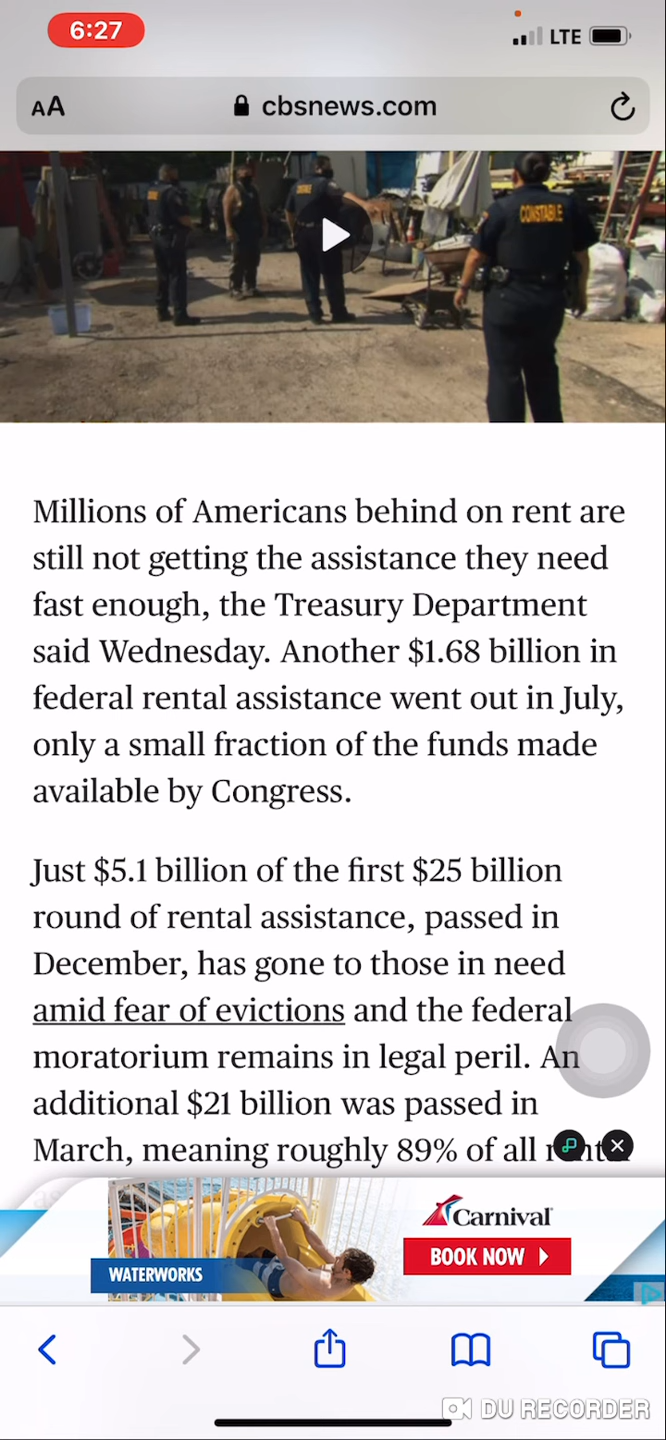 6:27
LTE
AA
cbsnews.com
CONSTABLE
Millions of Americans behind on rent are
still not getting the assistance they need
fast enough, the Treasury Department
said Wednesday. Another $1.68 billion in
federal rental assistance went out in July,
only a small fraction of the funds made
available by Congress.
Just $5.1 billion of the first $25 billion
round of rental assistance, passed in
December, has gone to those in need
amid fear of evictions and the federal
moratorium remains in legal peril. An
additional $21 billion was passed in
March, meaning roughly 89% of all
Carnival
BOOK NOW
WATERWORKS
DU RECORDER